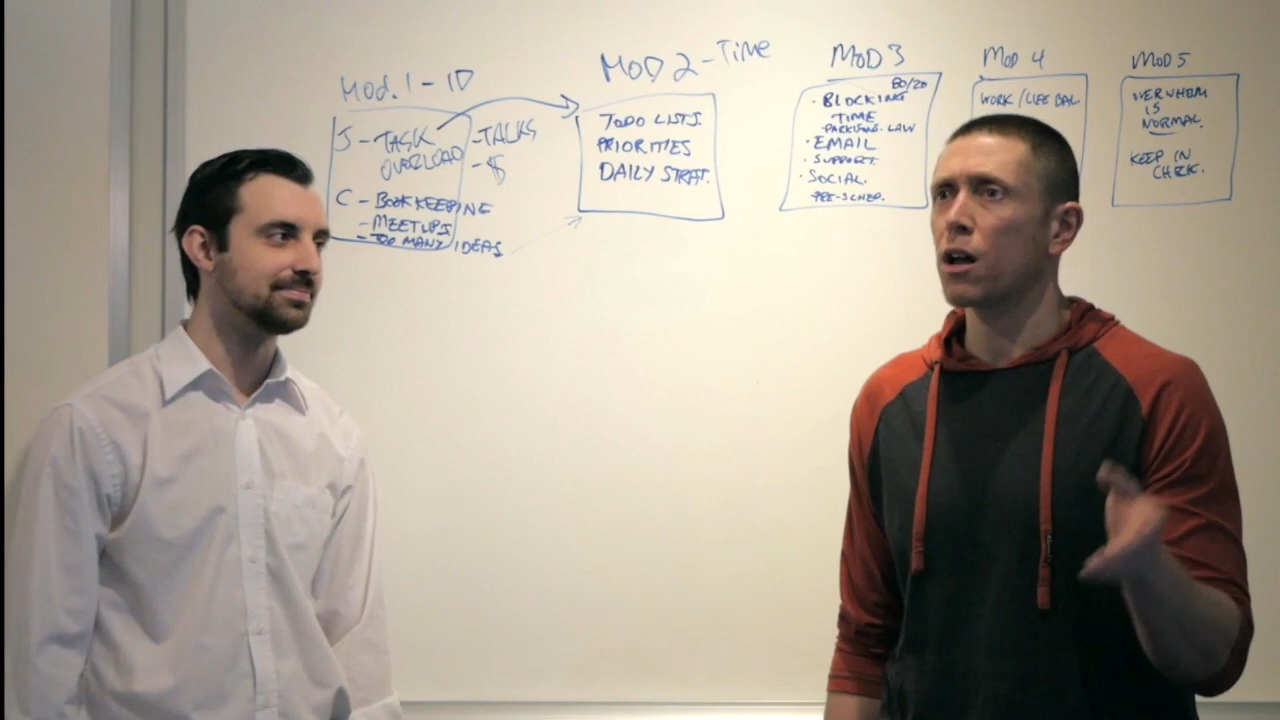 Mod. 1 - ID
J - TASK OVERLOAD
- TALKS
- $
C - BOOKKEEPING
- MEETUPS
- TOO MANY IDEAS
MOD 2 - TIME
TODO LISTS
PRIORITIES
DAILY STRAT.
MOD 3
80/20
· BLOCKING
TIME
- PARKISONS LAW
· EMAIL
· SUPPORT
· SOCIAL
PRE-SCHED.
MOD 4
WORK / LIFE BAL
MOD 5
OVERWHELM
IS
NORMAL.
KEEP IN
CHECK.